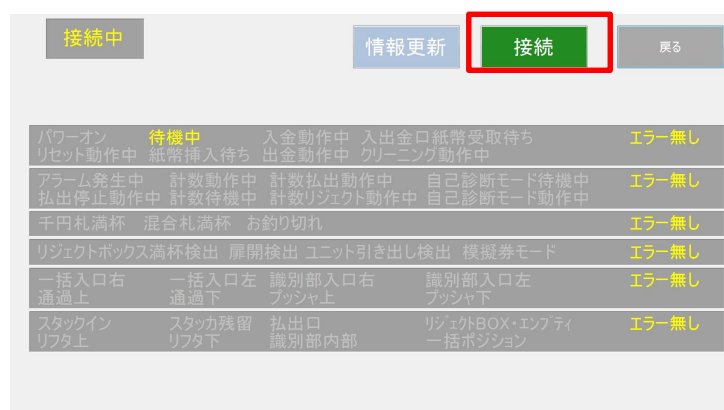 接続中 情報更新 接続 戻る
パワーオン 待機中 入金動作中 入出金口紙幣受取待ち エラー無し
リセット動作中 紙幣挿入待ち 出金動作中 クリーニング動作中
アラーム発生中 計数動作中 計数払出動作中 自己診断モード待機中 エラー無し
払出停止動作中 計数待機中 計数リジェクト動作中 自己診断モード動作中
千円札満杯 混合札満杯 お釣り切れ エラー無し
リジェクトボックス満杯検出 扉開検出 ユニット引き出し検出 模擬券モード エラー無し
一括入口右 一括入口左 識別部入口右 識別部入口左 エラー無し
通過上 通過下 プッシャ上 プッシャ下
スタックイン スタッカ残留 払出口 リジェクトBOX・エンプティ エラー無し
リフタ上 リフタ下 識別部内部 一括ポジション